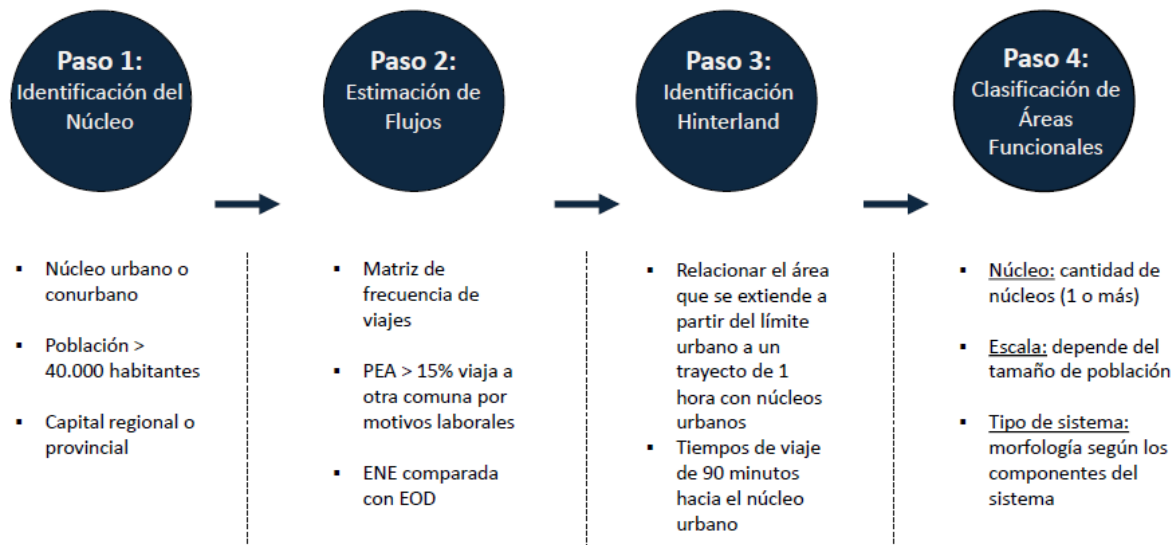 Paso 1:
Identificación del
Núcleo
Paso 2:
Estimación de
Flujos
Paso 3:
Identificación
Hinterland
Paso 4:
Clasificación de
Áreas
Funcionales
▪ Núcleo urbano o
conurbano
▪ Población >
40.000 habitantes
▪ Capital regional o
provincial
▪ Matriz de
frecuencia de
viajes
▪ PEA > 15% viaja a
otra comuna por
motivos laborales
▪ ENE comparada
con EOD
▪ Relacionar el área
que se extiende a
partir del límite
urbano a un
trayecto de 1
hora con núcleos
urbanos
▪ Tiempos de viaje
de 90 minutos
hacia el núcleo
urbano
▪ Núcleo: cantidad de
núcleos (1 o más)
▪ Escala: depende del
tamaño de población
▪ Tipo de sistema:
morfología según los
componentes del
sistema